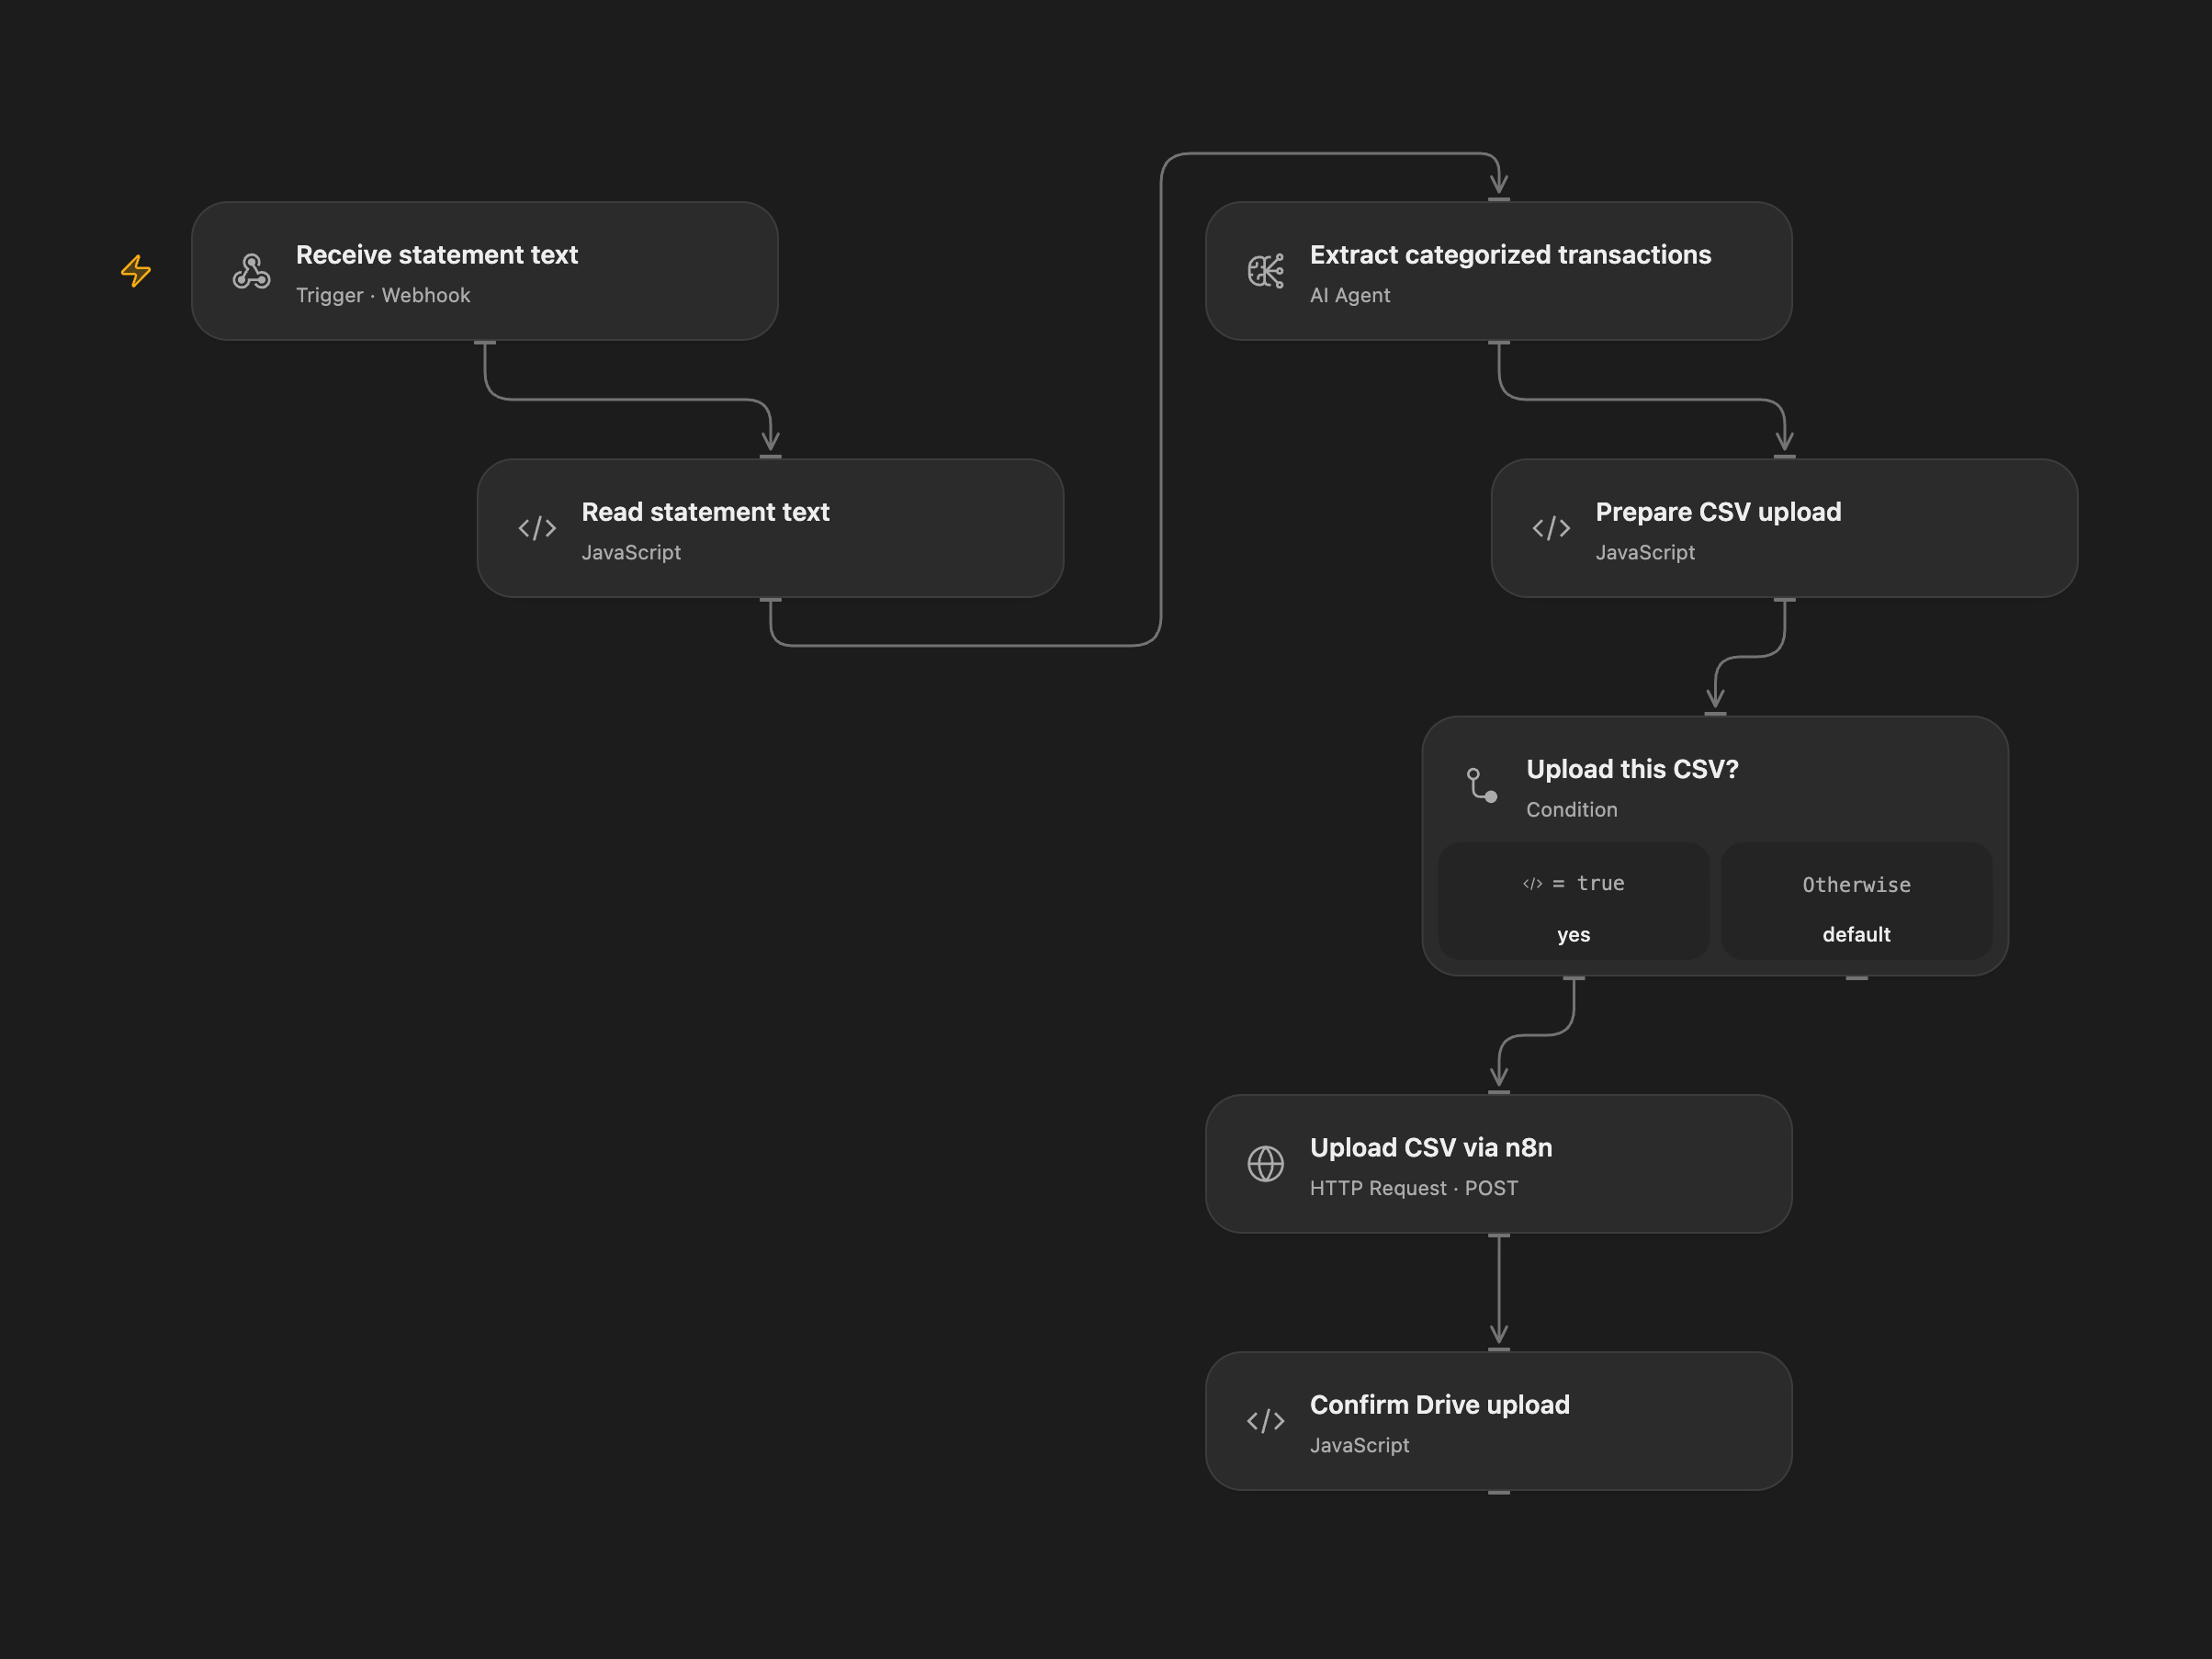 Receive statement text
Trigger · Webhook
Read statement text
JavaScript
Extract categorized transactions
AI Agent
Prepare CSV upload
JavaScript
Upload this CSV?
Condition
</> = true
yes
Otherwise
default
Upload CSV via n8n
HTTP Request · POST
Confirm Drive upload
JavaScript